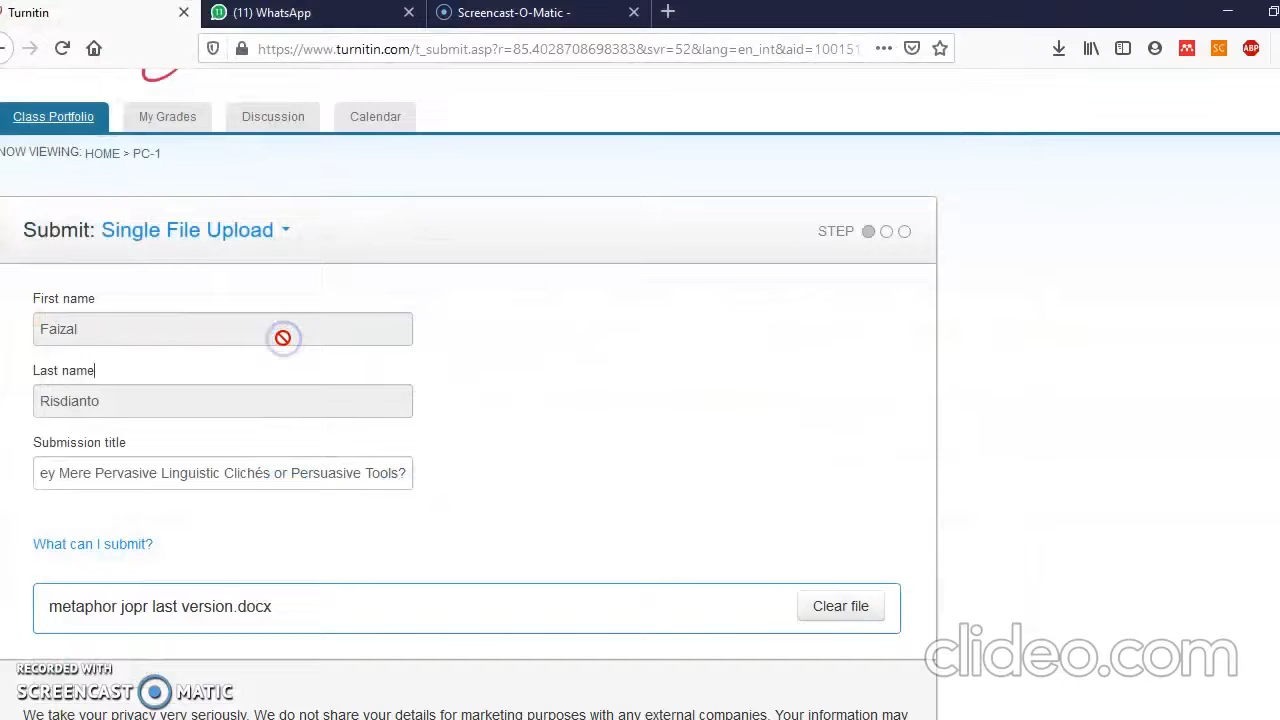 Turnitin
(11) WhatsApp
Screencast-O-Matic -
https://www.turnitin.com/t_submit.asp?r=85.4028708698383&svr=52&lang=en_int&aid=100151
SC
ABP
Class Portfolio
My Grades
Discussion
Calendar
NOW VIEWING: HOME > PC-1
Submit: Single File Upload
STEP
First name
Faizal
Last name
Risdianto
Submission title
ey Mere Pervasive Linguistic Clichés or Persuasive Tools?
What can I submit?
metaphor jopr last version.docx
Clear file
clideo.com
RECORDED WITH
SCREENCAST MATIC
We take your privacy very seriously. We do not share your details for marketing purposes with any external companies. Your information may